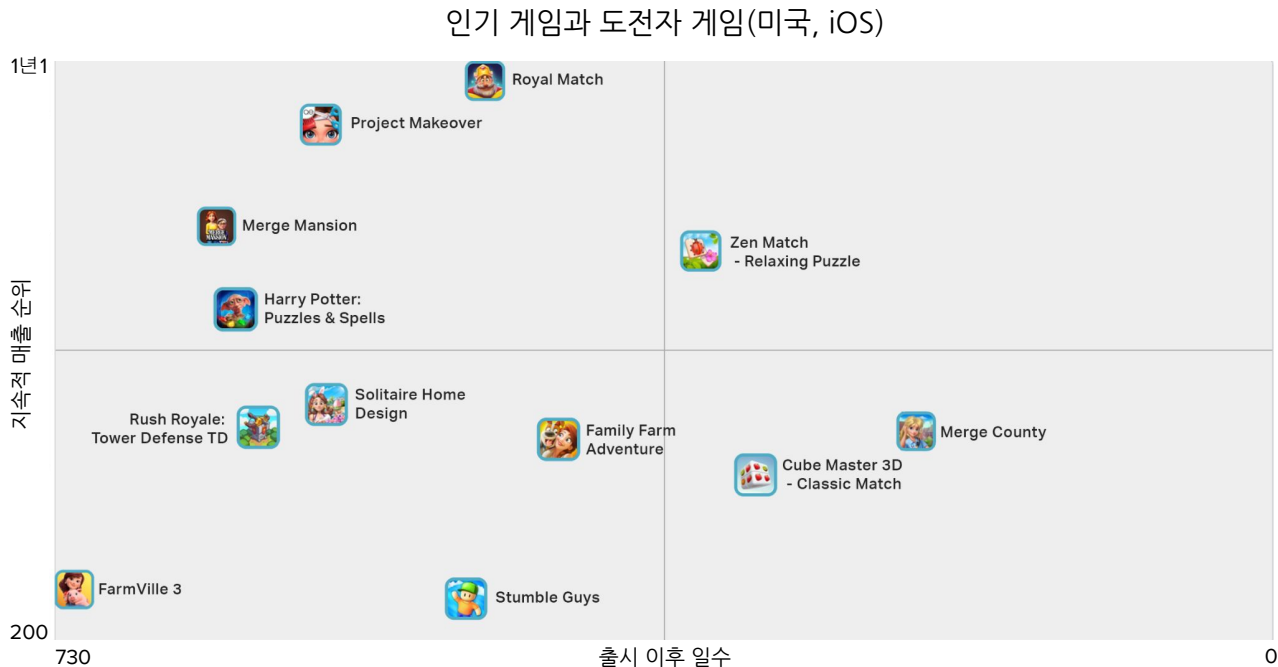 인기 게임과 도전자 게임(미국, iOS)
1년1
Royal Match
Project Makeover
Merge Mansion
Zen Match
- Relaxing Puzzle
Harry Potter:
Puzzles & Spells
지속적 매출 순위
Solitaire Home
Design
Rush Royale:
Tower Defense TD
Family Farm
Adventure
Merge County
Cube Master 3D
- Classic Match
FarmVille 3
Stumble Guys
200
730
출시 이후 일수
0